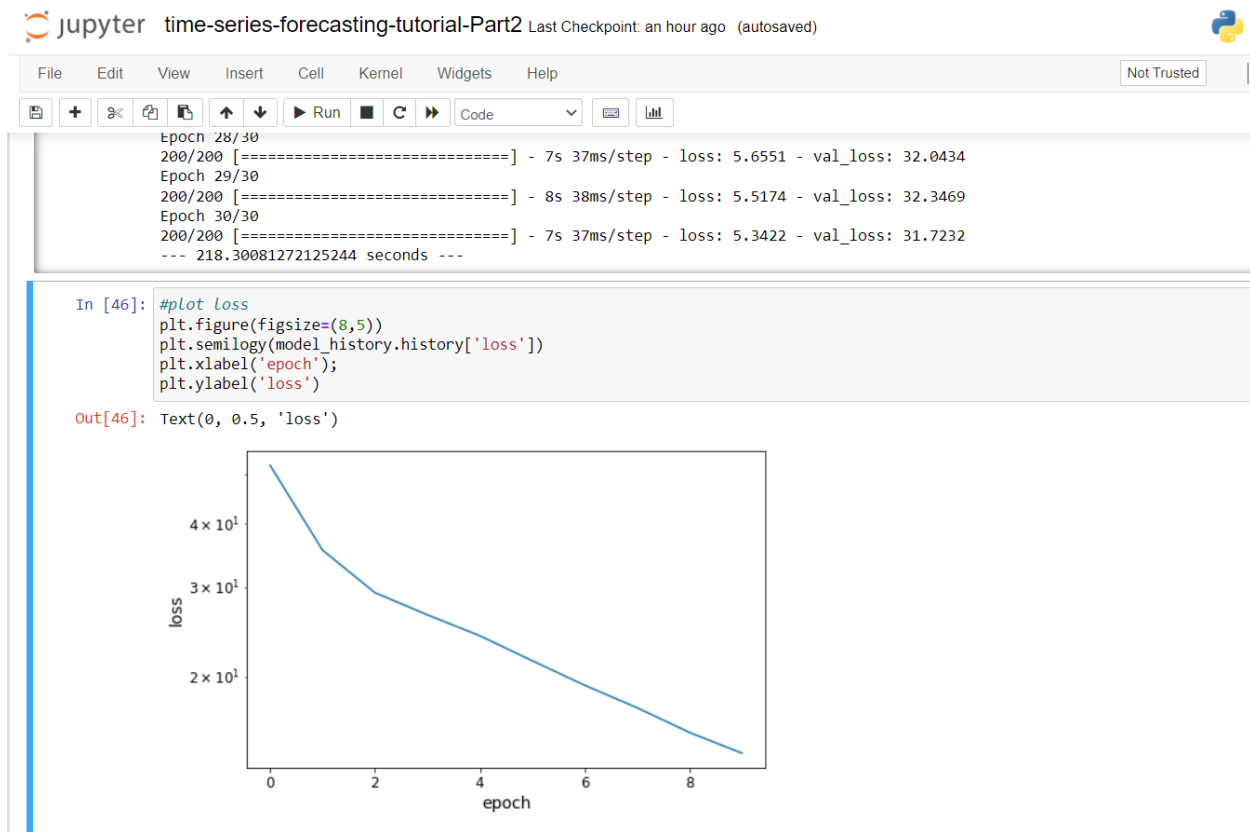 jupyter time-series-forecasting-tutorial-Part2 Last Checkpoint: an hour ago (autosaved)
File Edit View Insert Cell Kernel Widgets Help Not Trusted
Run Code
Epoch 28/30
200/200 [==============================] - 7s 37ms/step - loss: 5.6551 - val_loss: 32.0434
Epoch 29/30
200/200 [==============================] - 8s 38ms/step - loss: 5.5174 - val_loss: 32.3469
Epoch 30/30
200/200 [==============================] - 7s 37ms/step - loss: 5.3422 - val_loss: 31.7232
--- 218.30081272125244 seconds ---
In [46]: #plot loss
plt.figure(figsize=(8,5))
plt.semilogy(model_history.history['loss'])
plt.xlabel('epoch');
plt.ylabel('loss')
Out[46]: Text(0, 0.5, 'loss')
4 × 10¹
3 × 10¹
loss
2 × 10¹
0 2 4 6 8
epoch